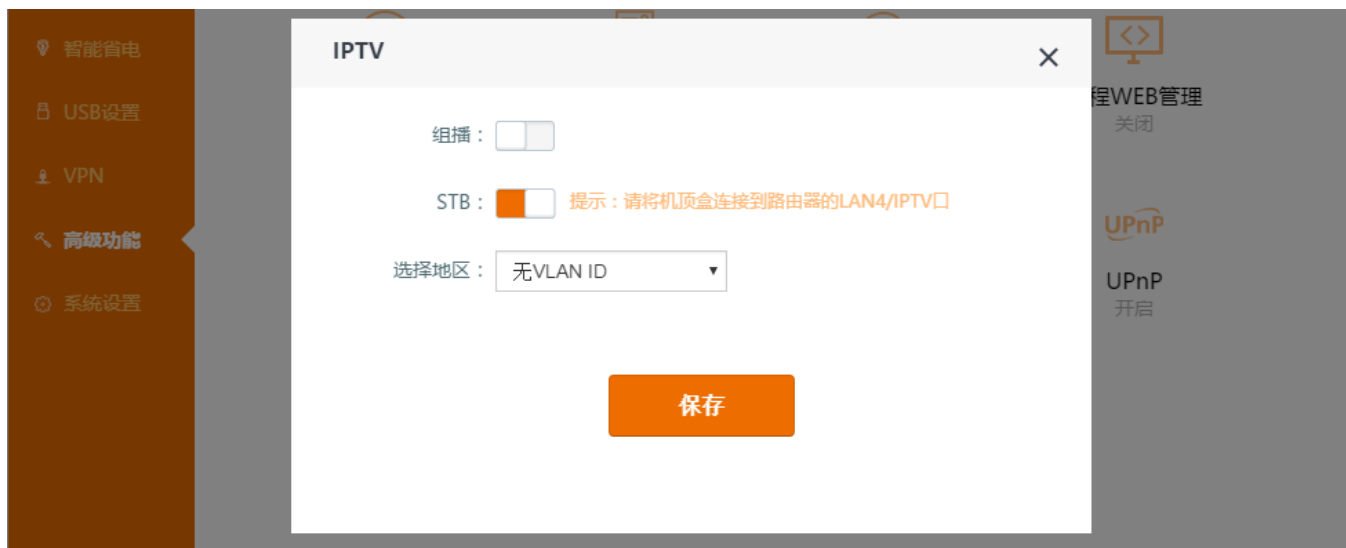 智能省电
USB设置
VPN
高级功能
系统设置
IPTV
组播：
STB： 提示：请将机顶盒连接到路由器的LAN4/IPTV口
选择地区： 无VLAN ID
保存
程WEB管理
关闭
UPnP
UPnP
开启